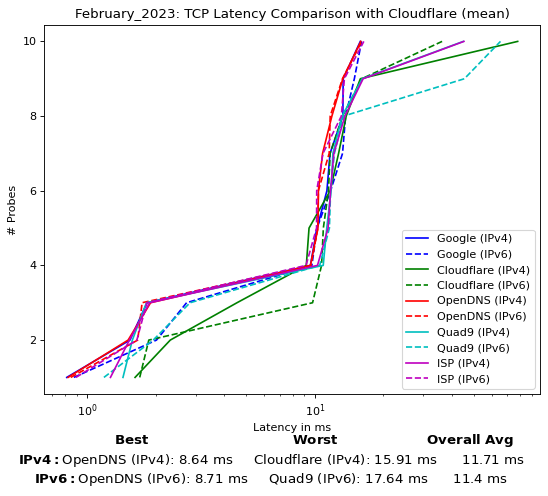 February_2023: TCP Latency Comparison with Cloudflare (mean)
10
8
6
4
2
# Probes
10⁰
10¹
Latency in ms
Google (IPv4)
Google (IPv6)
Cloudflare (IPv4)
Cloudflare (IPv6)
OpenDNS (IPv4)
OpenDNS (IPv6)
Quad9 (IPv4)
Quad9 (IPv6)
ISP (IPv4)
ISP (IPv6)
Best Worst Overall Avg
IPv4: OpenDNS (IPv4): 8.64 ms Cloudflare (IPv4): 15.91 ms 11.71 ms
IPv6: OpenDNS (IPv6): 8.71 ms Quad9 (IPv6): 17.64 ms 11.4 ms